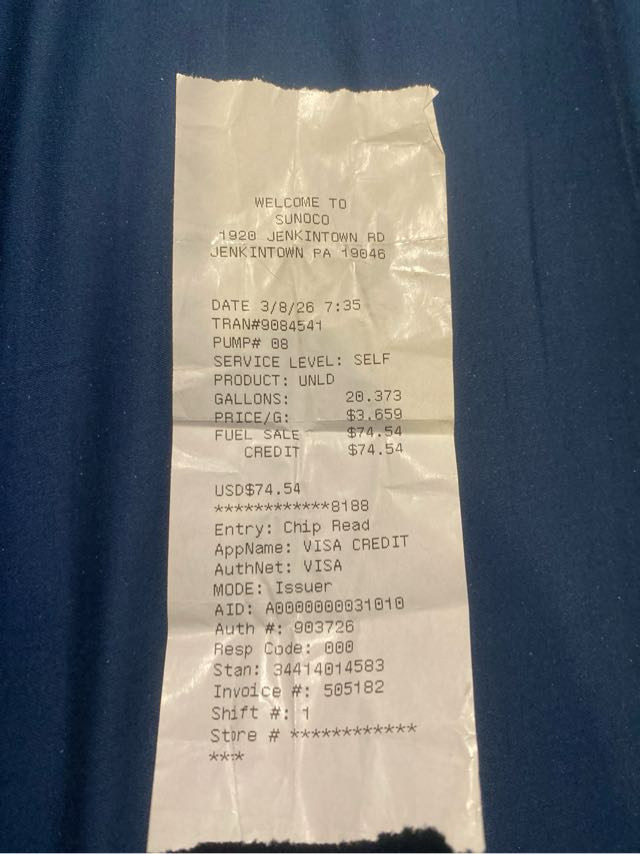 WELCOME TO
SUNOCO
1920 JENKINTOWN RD
JENKINTOWN PA 19046
DATE 3/8/26 7:35
TRAN#9084541
PUMP# 08
SERVICE LEVEL: SELF
PRODUCT: UNLD
GALLONS: 20.373
PRICE/G: $3.659
FUEL SALE $74.54
CREDIT $74.54
USD$74.54
************8188
Entry: Chip Read
AppName: VISA CREDIT
AuthNet: VISA
MODE: Issuer
AID: A0000000031010
Auth #: 903726
Resp Code: 000
Stan: 34414014583
Invoice #: 505182
Shift #: 1
Store # ************
***